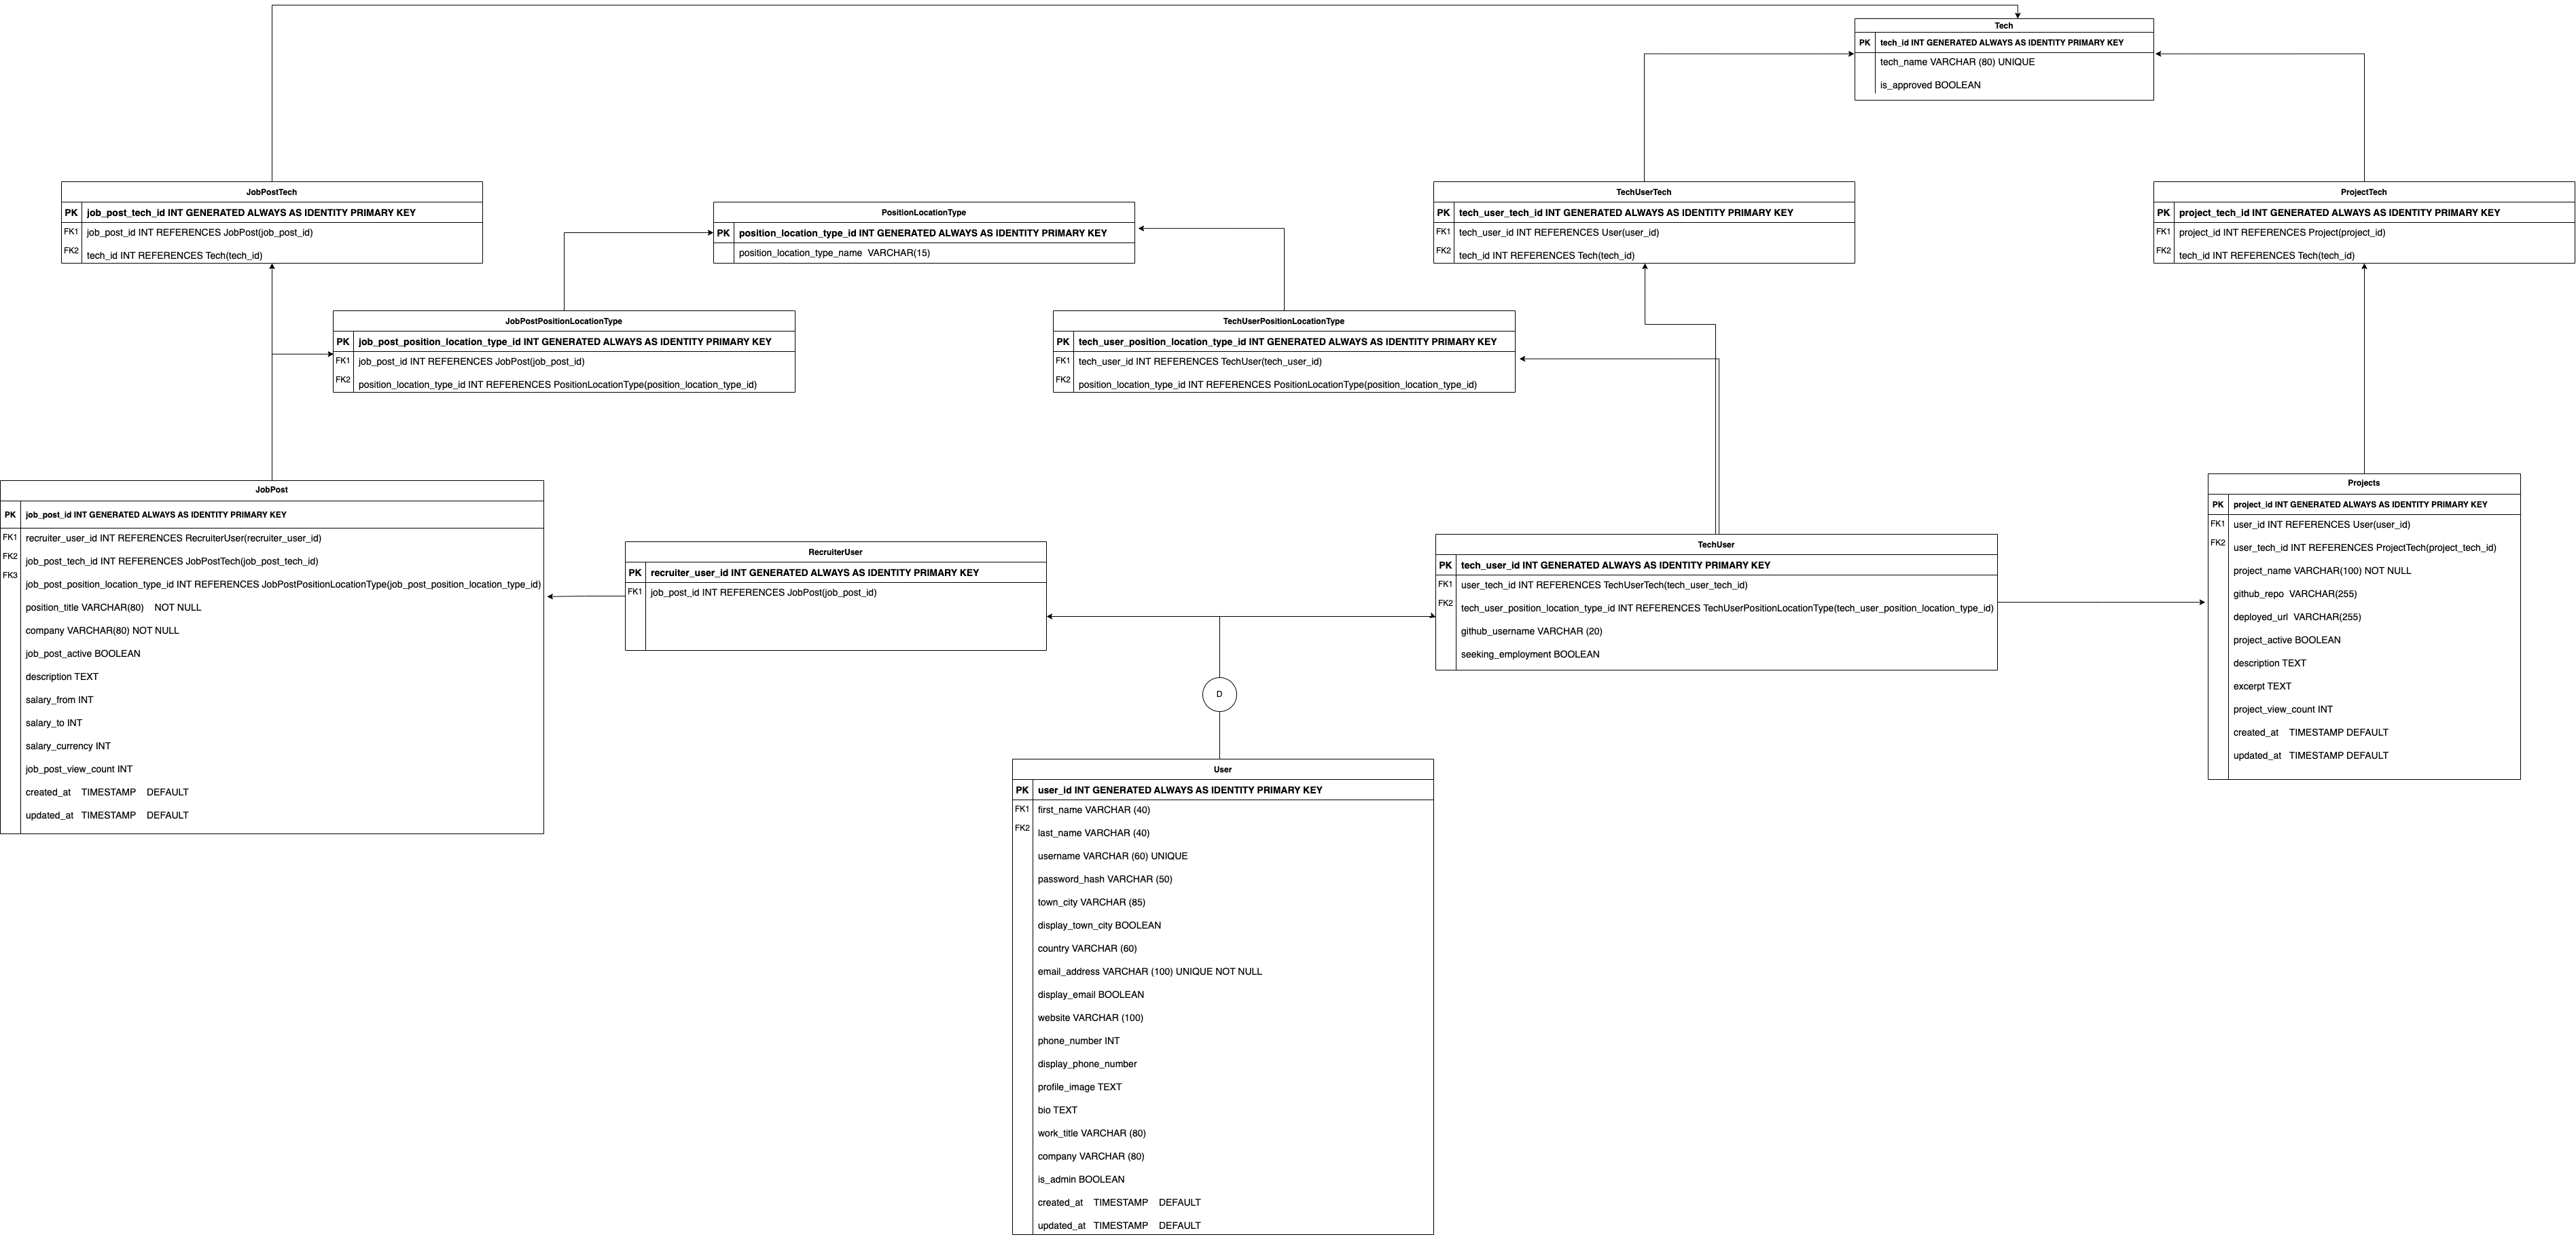 Tech
PK tech_id INT GENERATED ALWAYS AS IDENTITY PRIMARY KEY
tech_name VARCHAR (80) UNIQUE
is_approved BOOLEAN
JobPostTech
PK job_post_tech_id INT GENERATED ALWAYS AS IDENTITY PRIMARY KEY
FK1 job_post_id INT REFERENCES JobPost(job_post_id)
FK2 tech_id INT REFERENCES Tech(tech_id)
PositionLocationType
PK position_location_type_id INT GENERATED ALWAYS AS IDENTITY PRIMARY KEY
position_location_type_name VARCHAR(15)
TechUserTech
PK tech_user_tech_id INT GENERATED ALWAYS AS IDENTITY PRIMARY KEY
FK1 tech_user_id INT REFERENCES User(user_id)
FK2 tech_id INT REFERENCES Tech(tech_id)
ProjectTech
PK project_tech_id INT GENERATED ALWAYS AS IDENTITY PRIMARY KEY
FK1 project_id INT REFERENCES Project(project_id)
FK2 tech_id INT REFERENCES Tech(tech_id)
JobPostPositionLocationType
PK job_post_position_location_type_id INT GENERATED ALWAYS AS IDENTITY PRIMARY KEY
FK1 job_post_id INT REFERENCES JobPost(job_post_id)
FK2 position_location_type_id INT REFERENCES PositionLocationType(position_location_type_id)
TechUserPositionLocationType
PK tech_user_position_location_type_id INT GENERATED ALWAYS AS IDENTITY PRIMARY KEY
FK1 tech_user_id INT REFERENCES TechUser(tech_user_id)
FK2 position_location_type_id INT REFERENCES PositionLocationType(position_location_type_id)
JobPost
PK job_post_id INT GENERATED ALWAYS AS IDENTITY PRIMARY KEY
FK1 recruiter_user_id INT REFERENCES RecruiterUser(recruiter_user_id)
FK2 job_post_tech_id INT REFERENCES JobPostTech(job_post_tech_id)
FK3 job_post_position_location_type_id INT REFERENCES JobPostPositionLocationType(job_post_position_location_type_id)
position_title VARCHAR(80) NOT NULL
company VARCHAR(80) NOT NULL
job_post_active BOOLEAN
description TEXT
salary_from INT
salary_to INT
salary_currency INT
job_post_view_count INT
created_at TIMESTAMP DEFAULT
updated_at TIMESTAMP DEFAULT
RecruiterUser
PK recruiter_user_id INT GENERATED ALWAYS AS IDENTITY PRIMARY KEY
FK1 job_post_id INT REFERENCES JobPost(job_post_id)
TechUser
PK tech_user_id INT GENERATED ALWAYS AS IDENTITY PRIMARY KEY
FK1 user_tech_id INT REFERENCES TechUserTech(tech_user_tech_id)
FK2 tech_user_position_location_type_id INT REFERENCES TechUserPositionLocationType(tech_user_position_location_type_id)
github_username VARCHAR (20)
seeking_employment BOOLEAN
Projects
PK project_id INT GENERATED ALWAYS AS IDENTITY PRIMARY KEY
FK1 user_id INT REFERENCES User(user_id)
FK2 user_tech_id INT REFERENCES ProjectTech(project_tech_id)
project_name VARCHAR(100) NOT NULL
github_repo VARCHAR(255)
deployed_url VARCHAR(255)
project_active BOOLEAN
description TEXT
excerpt TEXT
project_view_count INT
created_at TIMESTAMP DEFAULT
updated_at TIMESTAMP DEFAULT
D
User
PK user_id INT GENERATED ALWAYS AS IDENTITY PRIMARY KEY
FK1 first_name VARCHAR (40)
FK2 last_name VARCHAR (40)
username VARCHAR (60) UNIQUE
password_hash VARCHAR (50)
town_city VARCHAR (85)
display_town_city BOOLEAN
country VARCHAR (60)
email_address VARCHAR (100) UNIQUE NOT NULL
display_email BOOLEAN
website VARCHAR (100)
phone_number INT
display_phone_number
profile_image TEXT
bio TEXT
work_title VARCHAR (80)
company VARCHAR (80)
is_admin BOOLEAN
created_at TIMESTAMP DEFAULT
updated_at TIMESTAMP DEFAULT